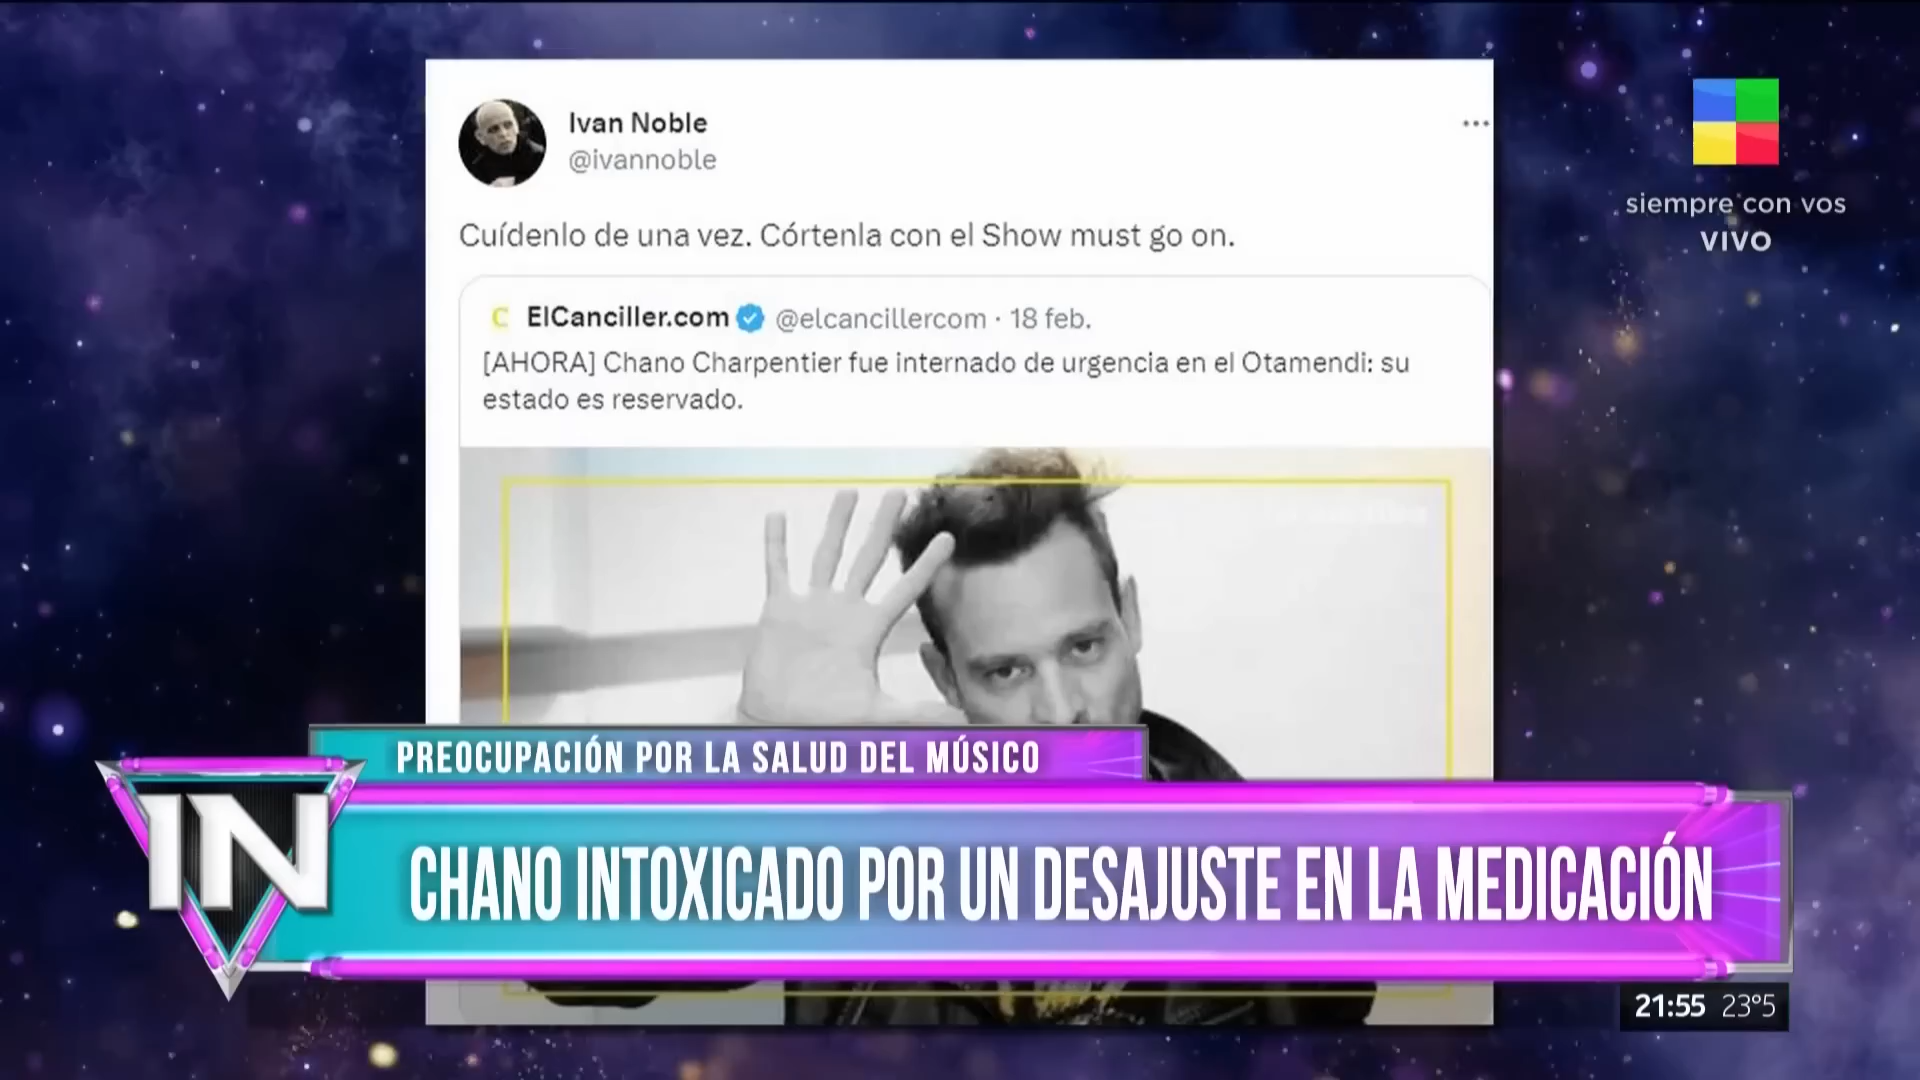 Ivan Noble
@ivannoble
Cuídenlo de una vez. Córtenla con el Show must go on.
C ElCanciller.com @elcancillercom · 18 feb.
[AHORA] Chano Charpentier fue internado de urgencia en el Otamendi: su
estado es reservado.
siempre con vos
VIVO
PREOCUPACIÓN POR LA SALUD DEL MÚSICO
IN
CHANO INTOXICADO POR UN DESAJUSTE EN LA MEDICACIÓN
21:55 23°5